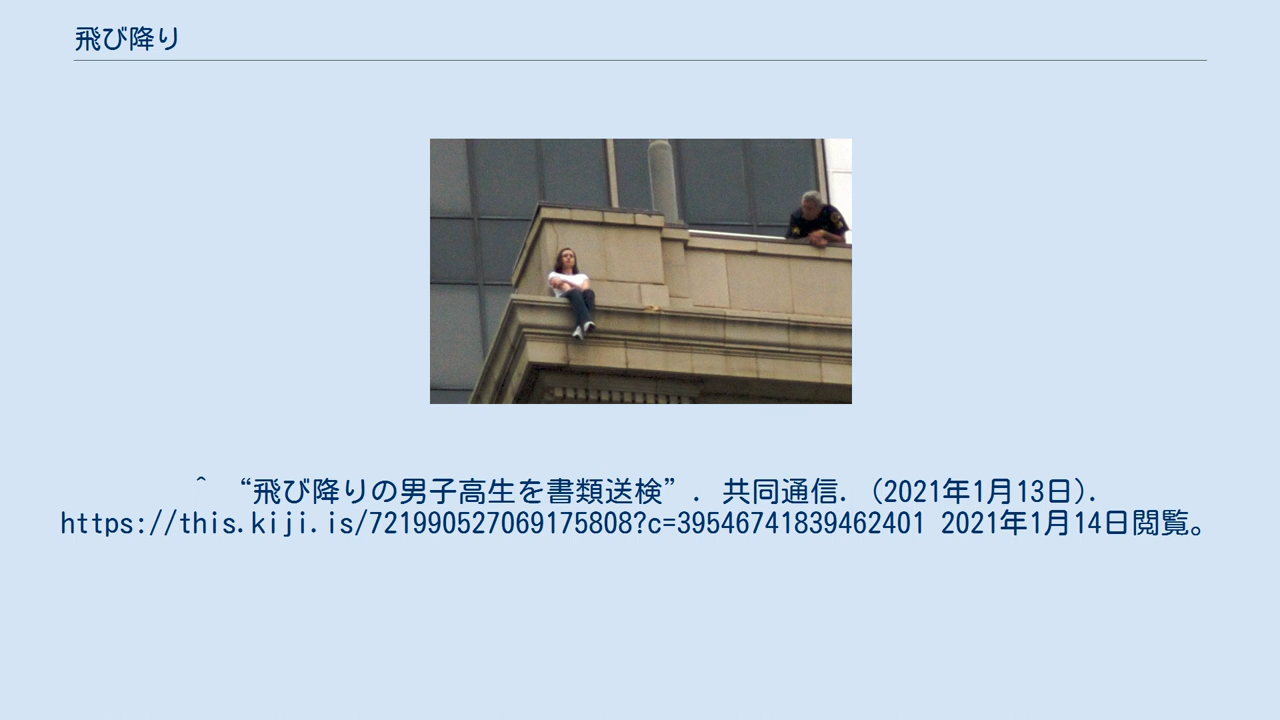 飛び降り
^ “飛び降りの男子高生を書類送検”. 共同通信. (2021年1月13日).
https://this.kiji.is/721990527069175808?c=39546741839462401 2021年1月14日閲覧。